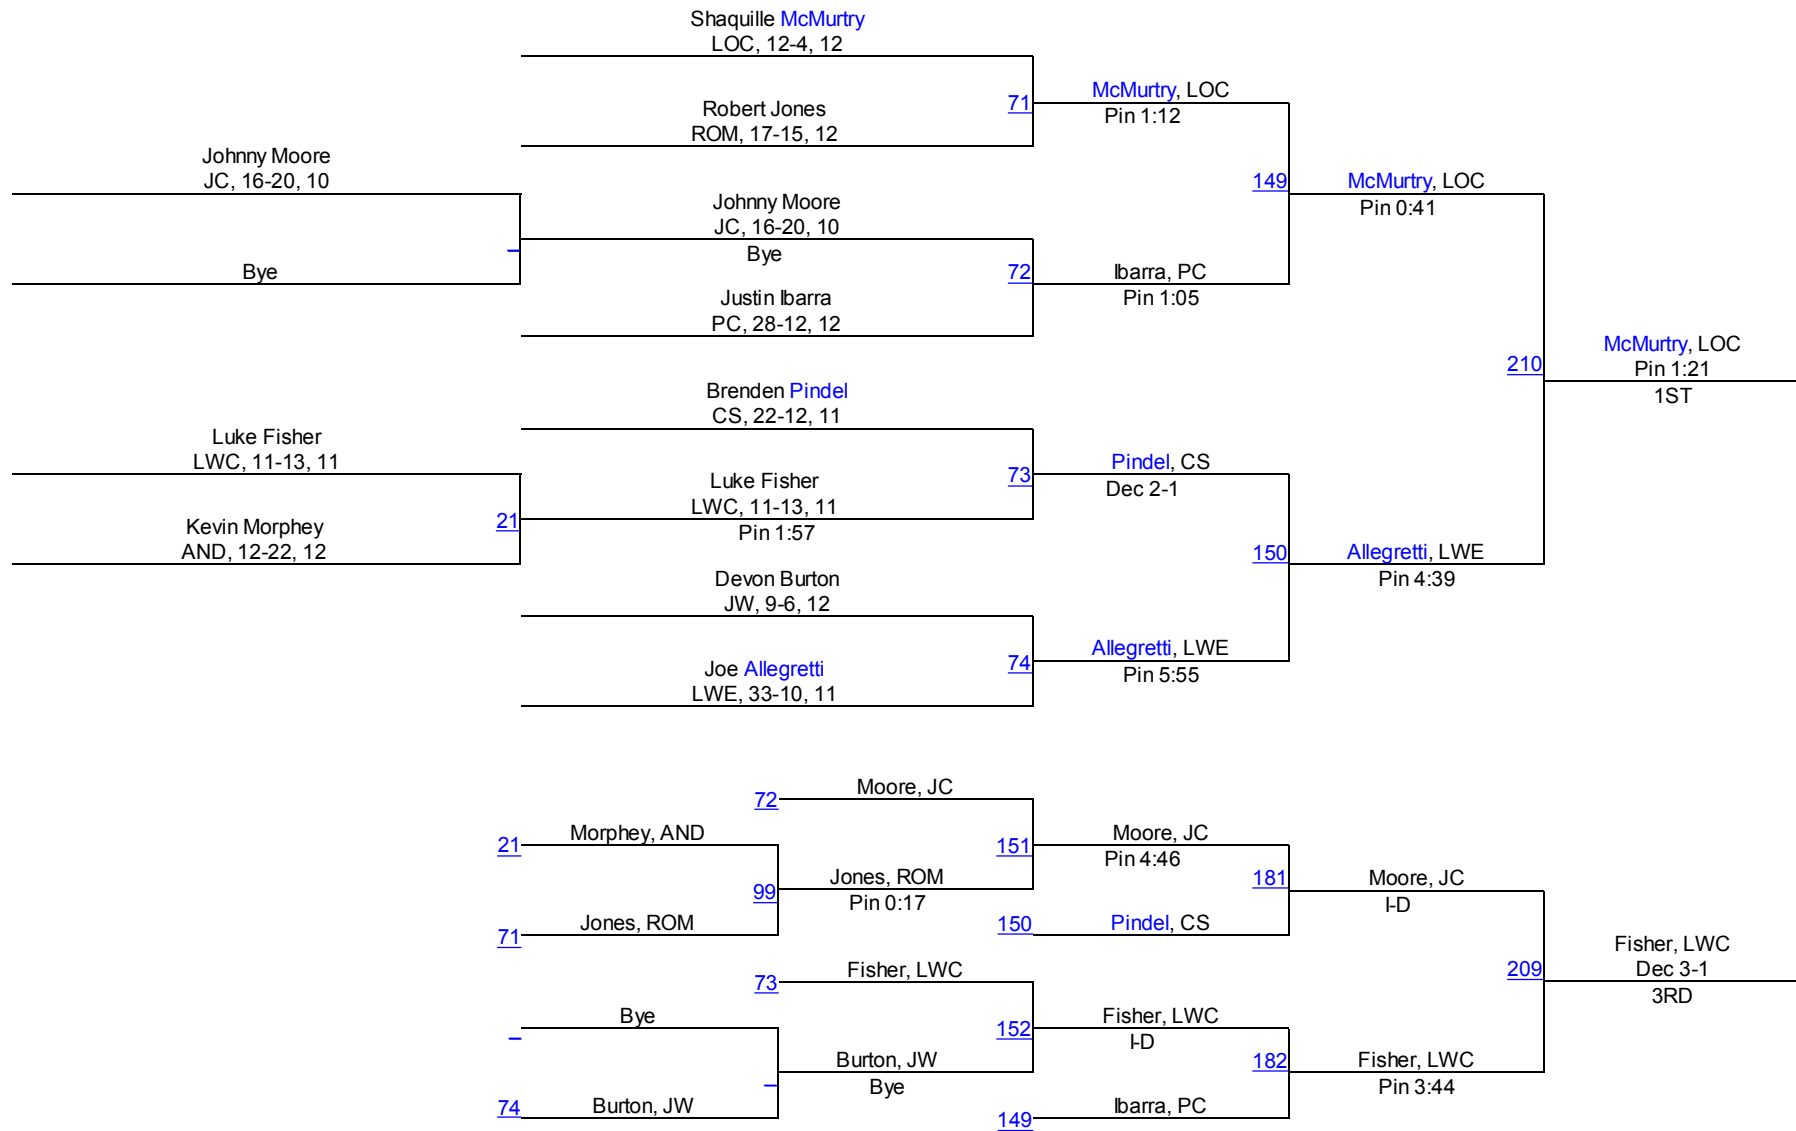 Shaquille McMurtry
LOC, 12-4, 12
71
McMurtry, LOC
Pin 1:12
Robert Jones
ROM, 17-15, 12
Johnny Moore
JC, 16-20, 10
149
McMurtry, LOC
Pin 0:41
Johnny Moore
JC, 16-20, 10
Bye
–
Bye
72
Ibarra, PC
Pin 1:05
Justin Ibarra
PC, 28-12, 12
210
McMurtry, LOC
Pin 1:21
1ST
Brenden Pindel
CS, 22-12, 11
Luke Fisher
LWC, 11-13, 11
73
Pindel, CS
Dec 2-1
Luke Fisher
LWC, 11-13, 11
Pin 1:57
21
Kevin Morphey
AND, 12-22, 12
150
Allegretti, LWE
Pin 4:39
Devon Burton
JW, 9-6, 12
74
Allegretti, LWE
Pin 5:55
Joe Allegretti
LWE, 33-10, 11
72
Moore, JC
21
Morphey, AND
151
Moore, JC
Pin 4:46
99
Jones, ROM
Pin 0:17
181
Moore, JC
I-D
71
Jones, ROM
150
Pindel, CS
209
Fisher, LWC
Dec 3-1
3RD
73
Fisher, LWC
–
Bye
152
Fisher, LWC
I-D
–
Burton, JW
Bye
182
Fisher, LWC
Pin 3:44
74
Burton, JW
149
Ibarra, PC